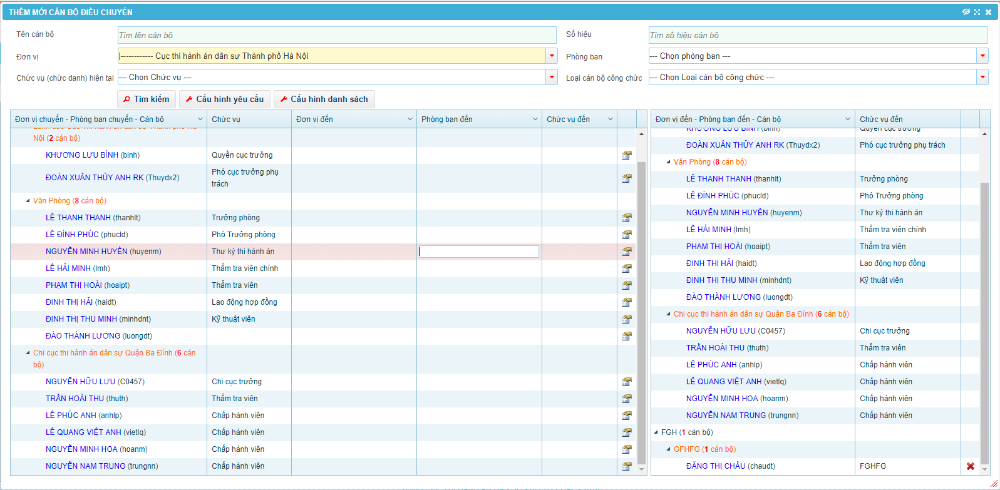 THÊM MỚI CÁN BỘ ĐIỀU CHUYỂN
Tên cán bộ
Tìm tên cán bộ
Số hiệu
Tìm số hiệu cán bộ
Đơn vị
|------------ Cục thi hành án dân sự Thành phố Hà Nội
Phòng ban
--- Chọn phòng ban ---
Chức vụ (chức danh) hiện tại
--- Chọn Chức vụ ---
Loại cán bộ công chức
--- Chọn Loại cán bộ công chức ---
Tìm kiếm
Cấu hình yêu cầu
Cấu hình danh sách
Đơn vị chuyển - Phòng ban chuyển - Cán bộ
Chức vụ
Đơn vị đến
Phòng ban đến
Chức vụ đến
Nội (2 cán bộ)
KHƯƠNG LƯU BÌNH (binh)
Quyền cục trưởng
ĐOÀN XUÂN THỦY ANH RK (Thuydx2)
Phó cục trưởng phụ
trách
Văn Phòng (8 cán bộ)
LÊ THANH THANH (thanhlt)
Trưởng phòng
LÊ ĐÌNH PHÚC (phucld)
Phó Trưởng phòng
NGUYỄN MINH HUYỀN (huyenm)
Thư ký thi hành án
LÊ HẢI MINH (lmh)
Thẩm tra viên chính
PHẠM THỊ HOÀI (hoaipt)
Thẩm tra viên
ĐINH THỊ HẢI (haidt)
Lao động hợp đồng
ĐINH THỊ THU MINH (minhdnt)
Kỹ thuật viên
ĐÀO THÀNH LƯƠNG (luongdt)
Chi cục thi hành án dân sự Quận Ba Đình (6 cán
bộ)
NGUYỄN HỮU LƯU (C0457)
Chi cục trưởng
TRẦN HOÀI THU (thuth)
Thẩm tra viên
LÊ PHÚC ANH (anhlp)
Chấp hành viên
LÊ QUANG VIỆT ANH (vietlq)
Chấp hành viên
NGUYỄN MINH HOA (hoanm)
Chấp hành viên
NGUYỄN NAM TRUNG (trungnn)
Chấp hành viên
Đơn vị đến - Phòng ban đến - Cán bộ
Chức vụ đến
KHƯƠNG LƯU BÌNH (binh)
Quyền cục trưởng
ĐOÀN XUÂN THỦY ANH RK (Thuydx2)
Phó cục trưởng phụ trách
Văn Phòng (8 cán bộ)
LÊ THANH THANH (thanhlt)
Trưởng phòng
LÊ ĐÌNH PHÚC (phucld)
Phó Trưởng phòng
NGUYỄN MINH HUYỀN (huyenm)
Thư ký thi hành án
LÊ HẢI MINH (lmh)
Thẩm tra viên chính
PHẠM THỊ HOÀI (hoaipt)
Thẩm tra viên
ĐINH THỊ HẢI (haidt)
Lao động hợp đồng
ĐINH THỊ THU MINH (minhdnt)
Kỹ thuật viên
ĐÀO THÀNH LƯƠNG (luongdt)
Chi cục thi hành án dân sự Quận Ba Đình (6 cán bộ)
NGUYỄN HỮU LƯU (C0457)
Chi cục trưởng
TRẦN HOÀI THU (thuth)
Thẩm tra viên
LÊ PHÚC ANH (anhlp)
Chấp hành viên
LÊ QUANG VIỆT ANH (vietlq)
Chấp hành viên
NGUYỄN MINH HOA (hoanm)
Chấp hành viên
NGUYỄN NAM TRUNG (trungnn)
Chấp hành viên
FGH (1 cán bộ)
GFHFG (1 cán bộ)
ĐẶNG THỊ CHÂU (chaudt)
FGHFG